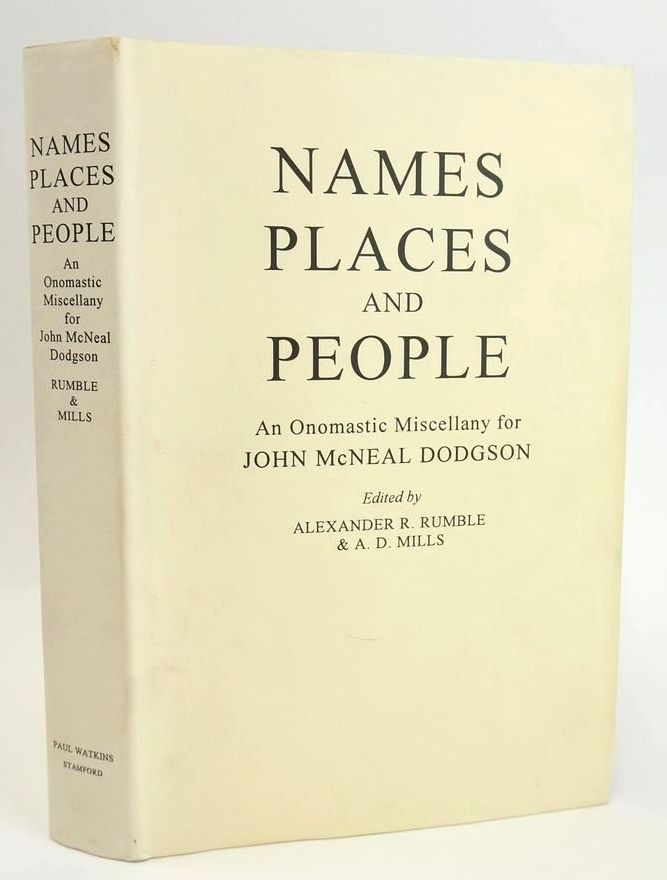 NAMES
PLACES
AND
PEOPLE
An
Onomastic
Miscellany
for
John McNeal
Dodgson
RUMBLE
&
MILLS
PAUL WATKINS
STAMFORD
NAMES
PLACES
AND
PEOPLE
An Onomastic Miscellany for
JOHN McNEAL DODGSON
Edited by
ALEXANDER R. RUMBLE
& A. D. MILLS